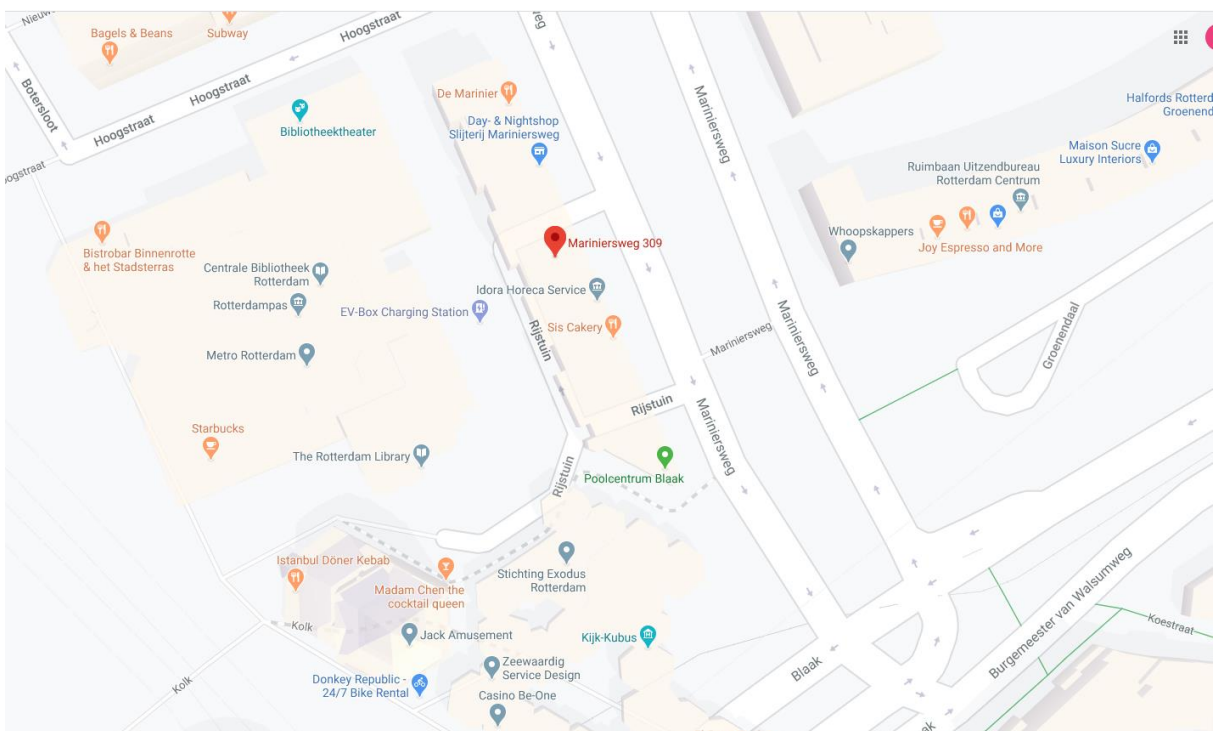 Nieuw
Bagels & Beans
Subway
Hoogstraat
weg
Botersloot
Hoogstraat
Hoogstraat
oogstraat
Bibliotheektheater
De Marinier
Day- & Nightshop
Slijterij Mariniersweg
Mariniersweg
Halfords Rotterd
Groenend
Maison Sucre
Luxury Interiors
Ruimbaan Uitzendbureau
Rotterdam Centrum
Whoopskappers
Joy Espresso and More
Bistrobar Binnenrotte
& het Stadsterras
Mariniersweg 309
Centrale Bibliotheek
Rotterdam
Rotterdampas
Idora Horeca Service
EV-Box Charging Station
Sis Cakery
Rijstuin
Mariniersweg
Mariniersweg
Groenendaal
Metro Rotterdam
Rijstuin
Mariniersweg
Starbucks
The Rotterdam Library
Rijstuin
Poolcentrum Blaak
Istanbul Döner Kebab
Madam Chen the
cocktail queen
Stichting Exodus
Rotterdam
Kolk
Jack Amusement
Kijk-Kubus
Burgemeester van Walsumweg
Koestraat
Kolk
Donkey Republic -
24/7 Bike Rental
Zeewaardig
Service Design
Casino Be-One
Blaak
ak